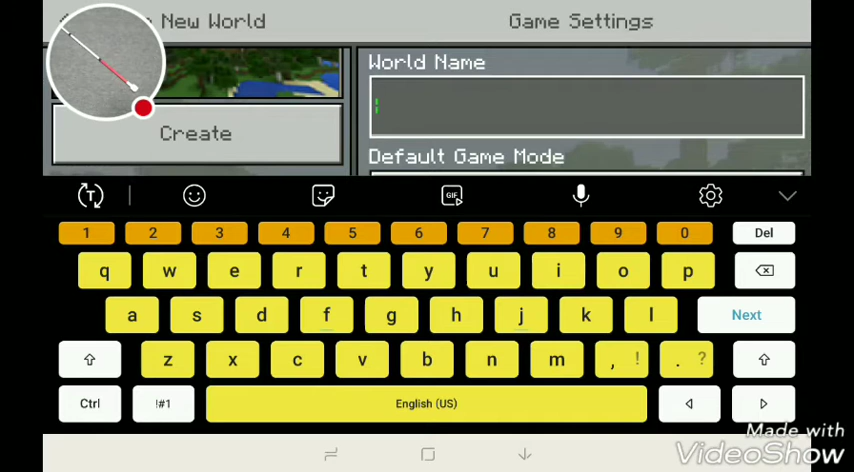 New World
Game Settings
World Name
Create
Default Game Mode
T
GIF
1 2 3 4 5 6 7 8 9 0 Del
q w e r t y u i o p
a s d f g h j k l Next
z x c v b n m , ! . ?
Ctrl !#1 English (US)
Made with
VideoShow